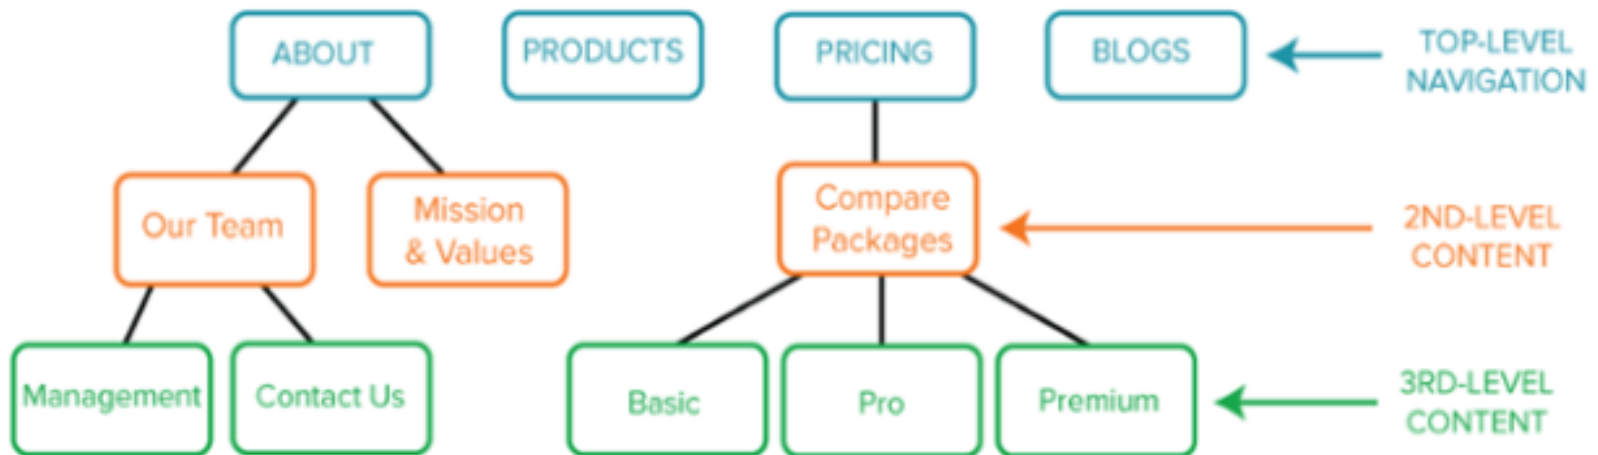 ABOUT
PRODUCTS
PRICING
BLOGS
TOP-LEVEL
NAVIGATION
Our Team
Mission
& Values
Compare
Packages
2ND-LEVEL
CONTENT
Management
Contact Us
Basic
Pro
Premium
3RD-LEVEL
CONTENT